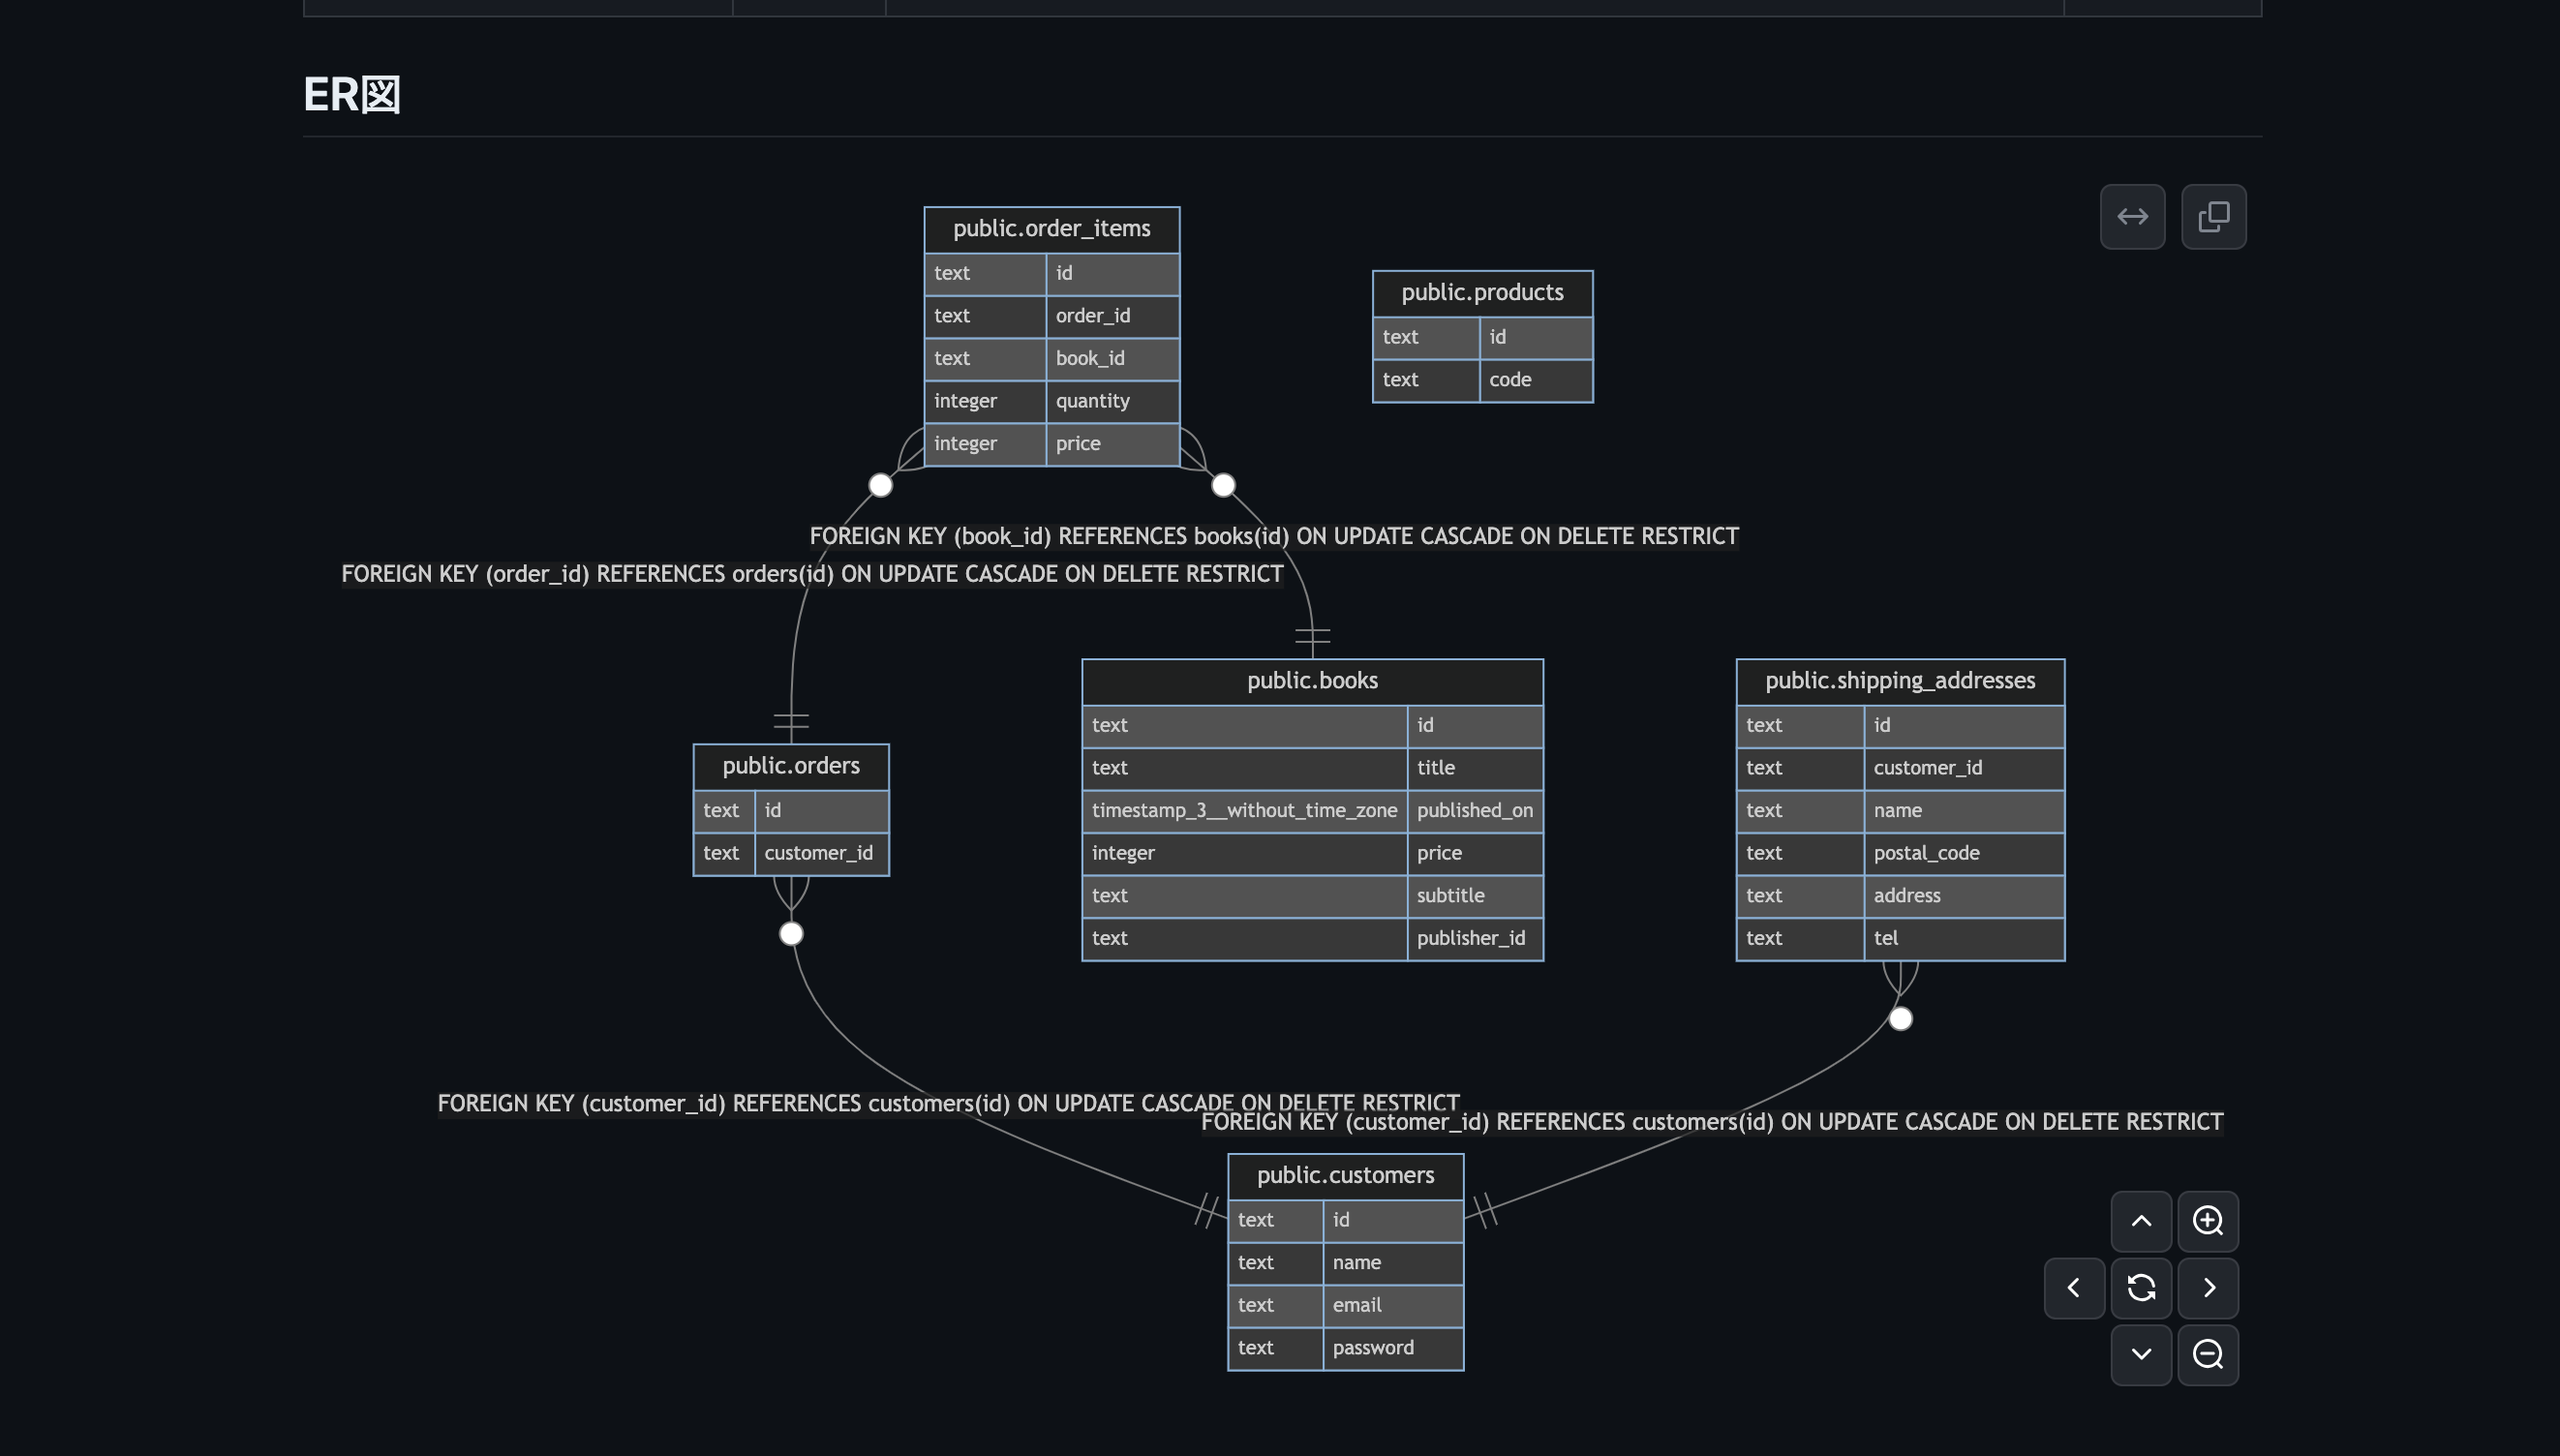 ER図
public.order_items
text id
text order_id
text book_id
integer quantity
integer price
public.products
text id
text code
FOREIGN KEY (book_id) REFERENCES books(id) ON UPDATE CASCADE ON DELETE RESTRICT
FOREIGN KEY (order_id) REFERENCES orders(id) ON UPDATE CASCADE ON DELETE RESTRICT
public.orders
text id
text customer_id
public.books
text id
text title
timestamp_3__without_time_zone published_on
integer price
text subtitle
text publisher_id
public.shipping_addresses
text id
text customer_id
text name
text postal_code
text address
text tel
FOREIGN KEY (customer_id) REFERENCES customers(id) ON UPDATE CASCADE ON DELETE RESTRICT
FOREIGN KEY (customer_id) REFERENCES customers(id) ON UPDATE CASCADE ON DELETE RESTRICT
public.customers
text id
text name
text email
text password